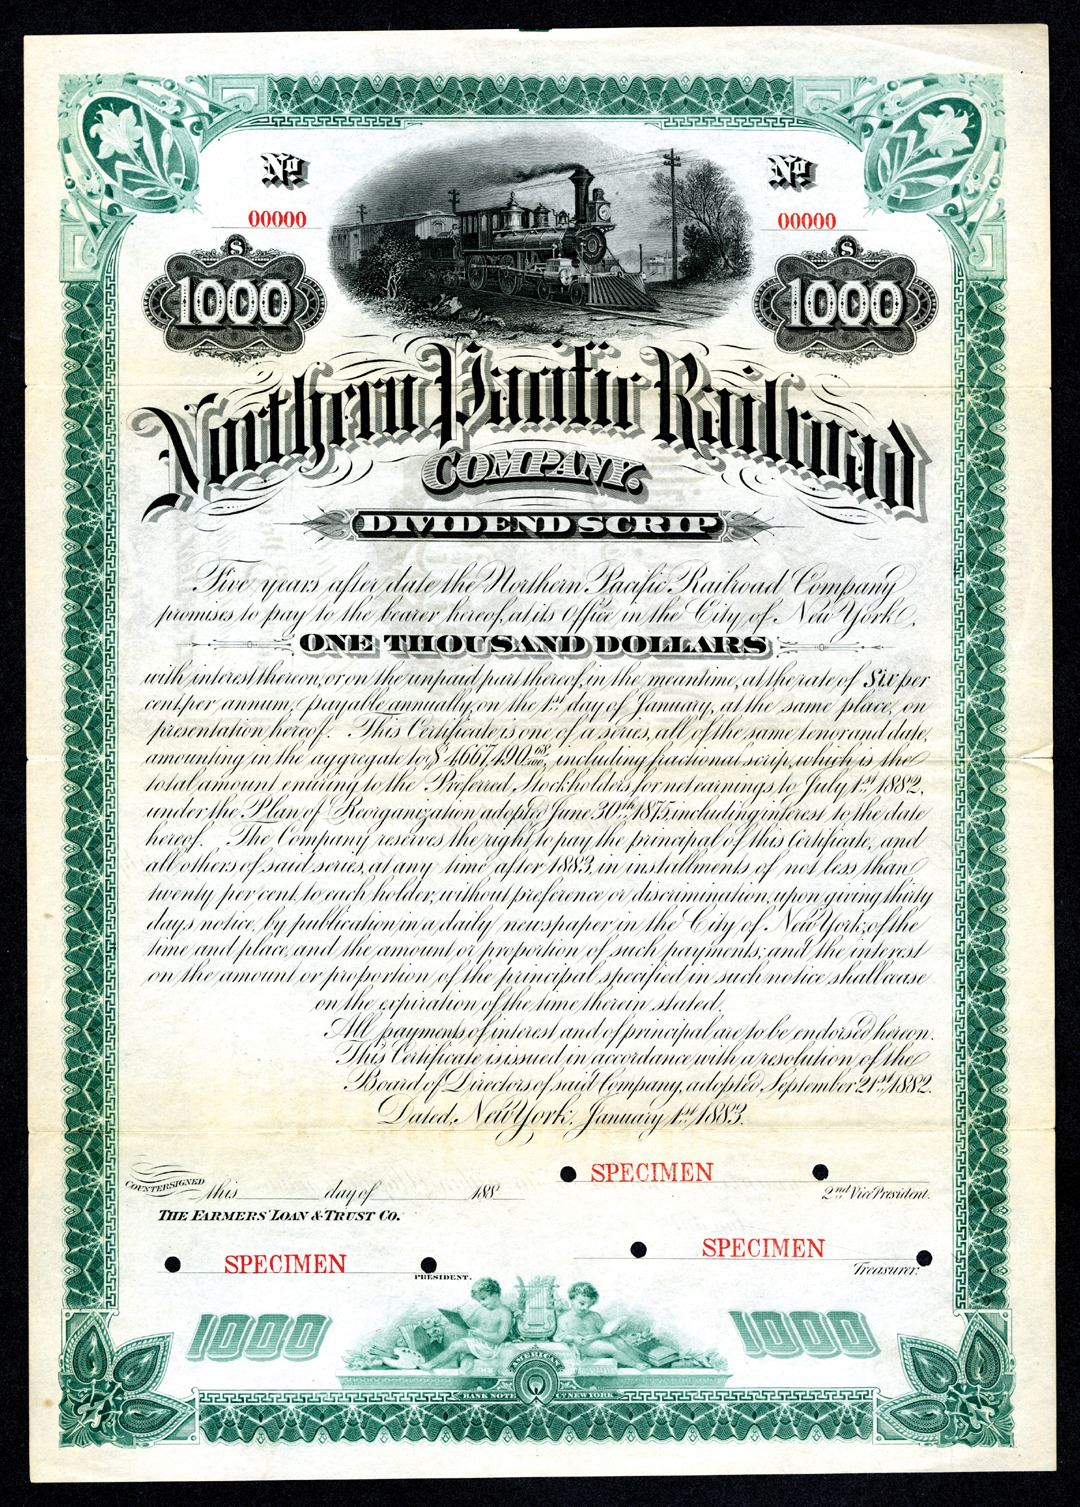 No No
00000 00000
$ $
1000 1000
Northern Pacific Railroad
COMPANY.
DIVIDEND SCRIP
Five years after date the Northern Pacific Railroad Company
promises to pay to the bearer hereof, at its Office in the City of New York,
ONE THOUSAND DOLLARS
with interest thereon, or on the unpaid part thereof, in the meantime, at the rate of Six per
cent. per annum, payable annually, on the 1st day of January, at the same place, on
presentation hereof. This Certificate is one of a series, all of the same tenor and date,
amounting in the aggregate to $4,667,490 68/100, including fractional scrip, which is the
total amount enuring to the Preferred Stockholders for net earnings to July 1st 1882,
under the Plan of Reorganization adopted June 30th 1875, including interest to the date
hereof. The Company reserves the right to pay the principal of this Certificate, and
all others of said series, at any time after 1883, in installments of not less than
twenty per cent. to each holder, without preference or discrimination, upon giving thirty
days notice, by publication in a daily newspaper in the City of New York, of the
time and place, and the amount or proportion of such payments; and the interest
on the amount or proportion of the principal specified in such notice shall cease
on the expiration of the time therein stated.
All payments of interest and of principal are to be endorsed hereon.
This Certificate is issued in accordance with a resolution of the
Board of Directors of said Company, adopted September 21st, 1882.
Dated, New York, January 1st 1883.
SPECIMEN
COUNTERSIGNED this day of 188 2nd Vice President.
THE FARMERS' LOAN & TRUST CO.
SPECIMEN SPECIMEN
PRESIDENT. Treasurer.
1000 1000
AMERICAN
BANK NOTE CO. NEW YORK